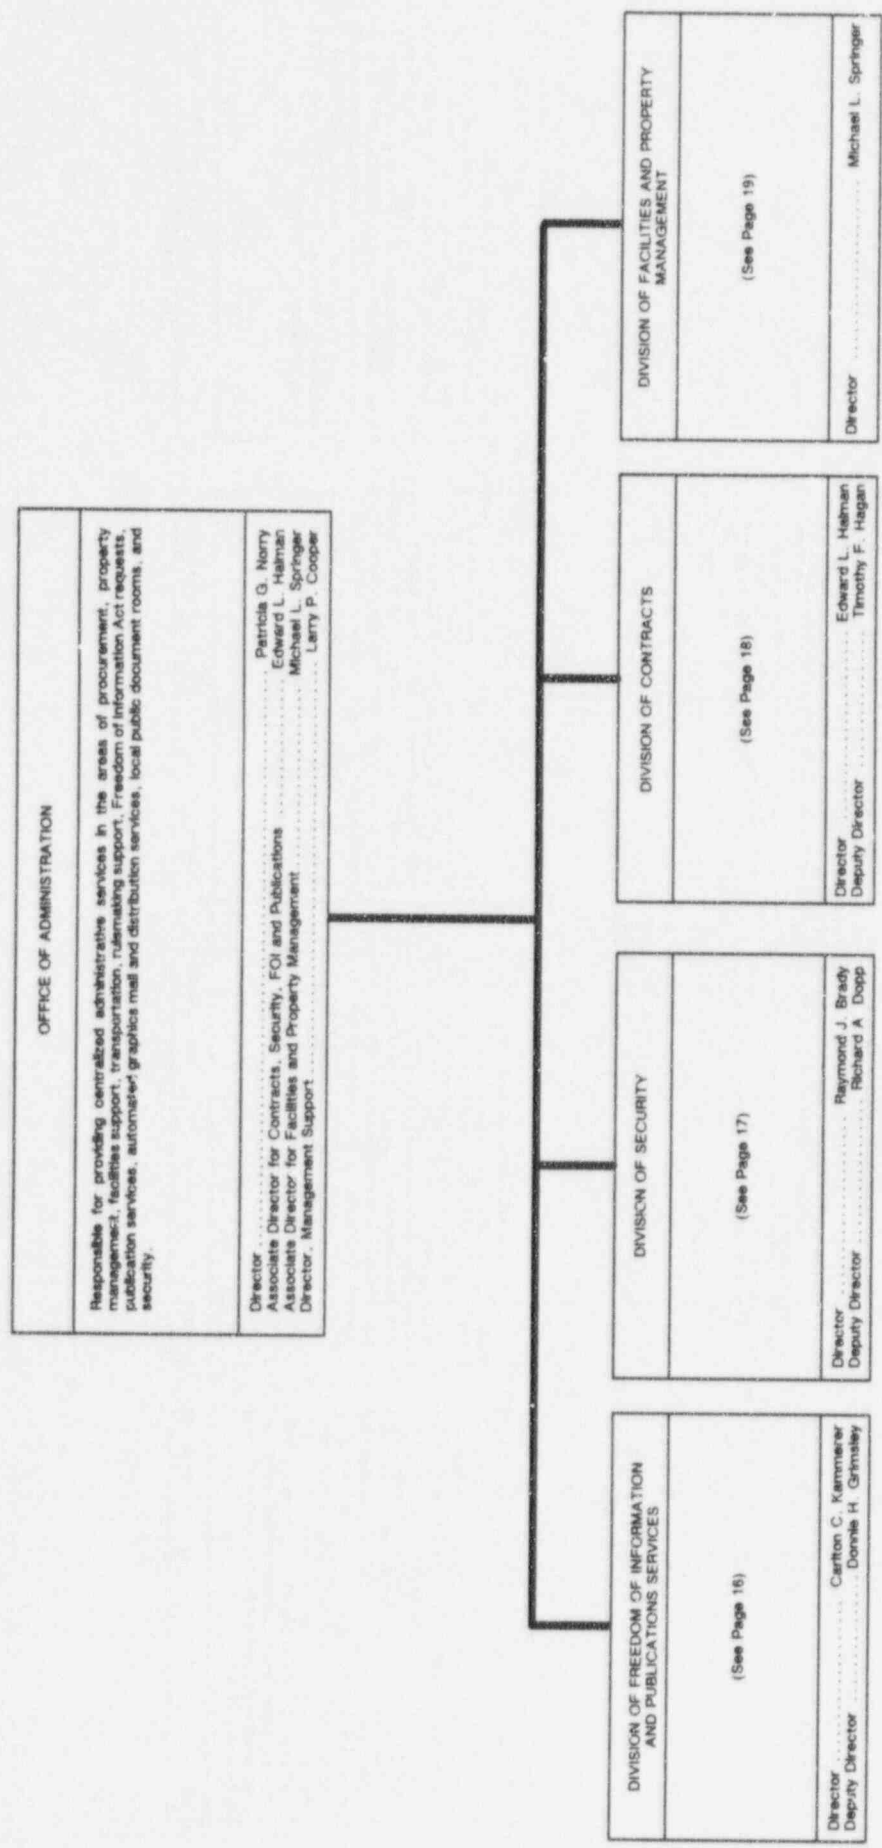 OFFICE OF ADMINISTRATION
Responsible for providing centralized administrative services in the areas of procurement, property
management, facilities support, transportation, rulemaking support, Freedom of Information Act requests,
publication services, automated graphics mail and distribution services, local public document rooms, and
security.
Director .......... Patricia G. Norry
Associate Director for Contracts, Security, FOI and Publications .......... Edward L. Halman
Associate Director for Facilities and Property Management .......... Michael L. Springer
Director, Management Support .......... Larry P. Cooper
DIVISION OF FREEDOM OF INFORMATION
AND PUBLICATIONS SERVICES
(See Page 16)
Director .......... Carlton C. Kammerer
Deputy Director .......... Donnie H. Grimsley
DIVISION OF SECURITY
(See Page 17)
Director .......... Raymond J. Brady
Deputy Director .......... Richard A. Dopp
DIVISION OF CONTRACTS
(See Page 18)
Director .......... Edward L. Halman
Deputy Director .......... Timothy F. Hagan
DIVISION OF FACILITIES AND PROPERTY
MANAGEMENT
(See Page 19)
Director .......... Michael L. Springer